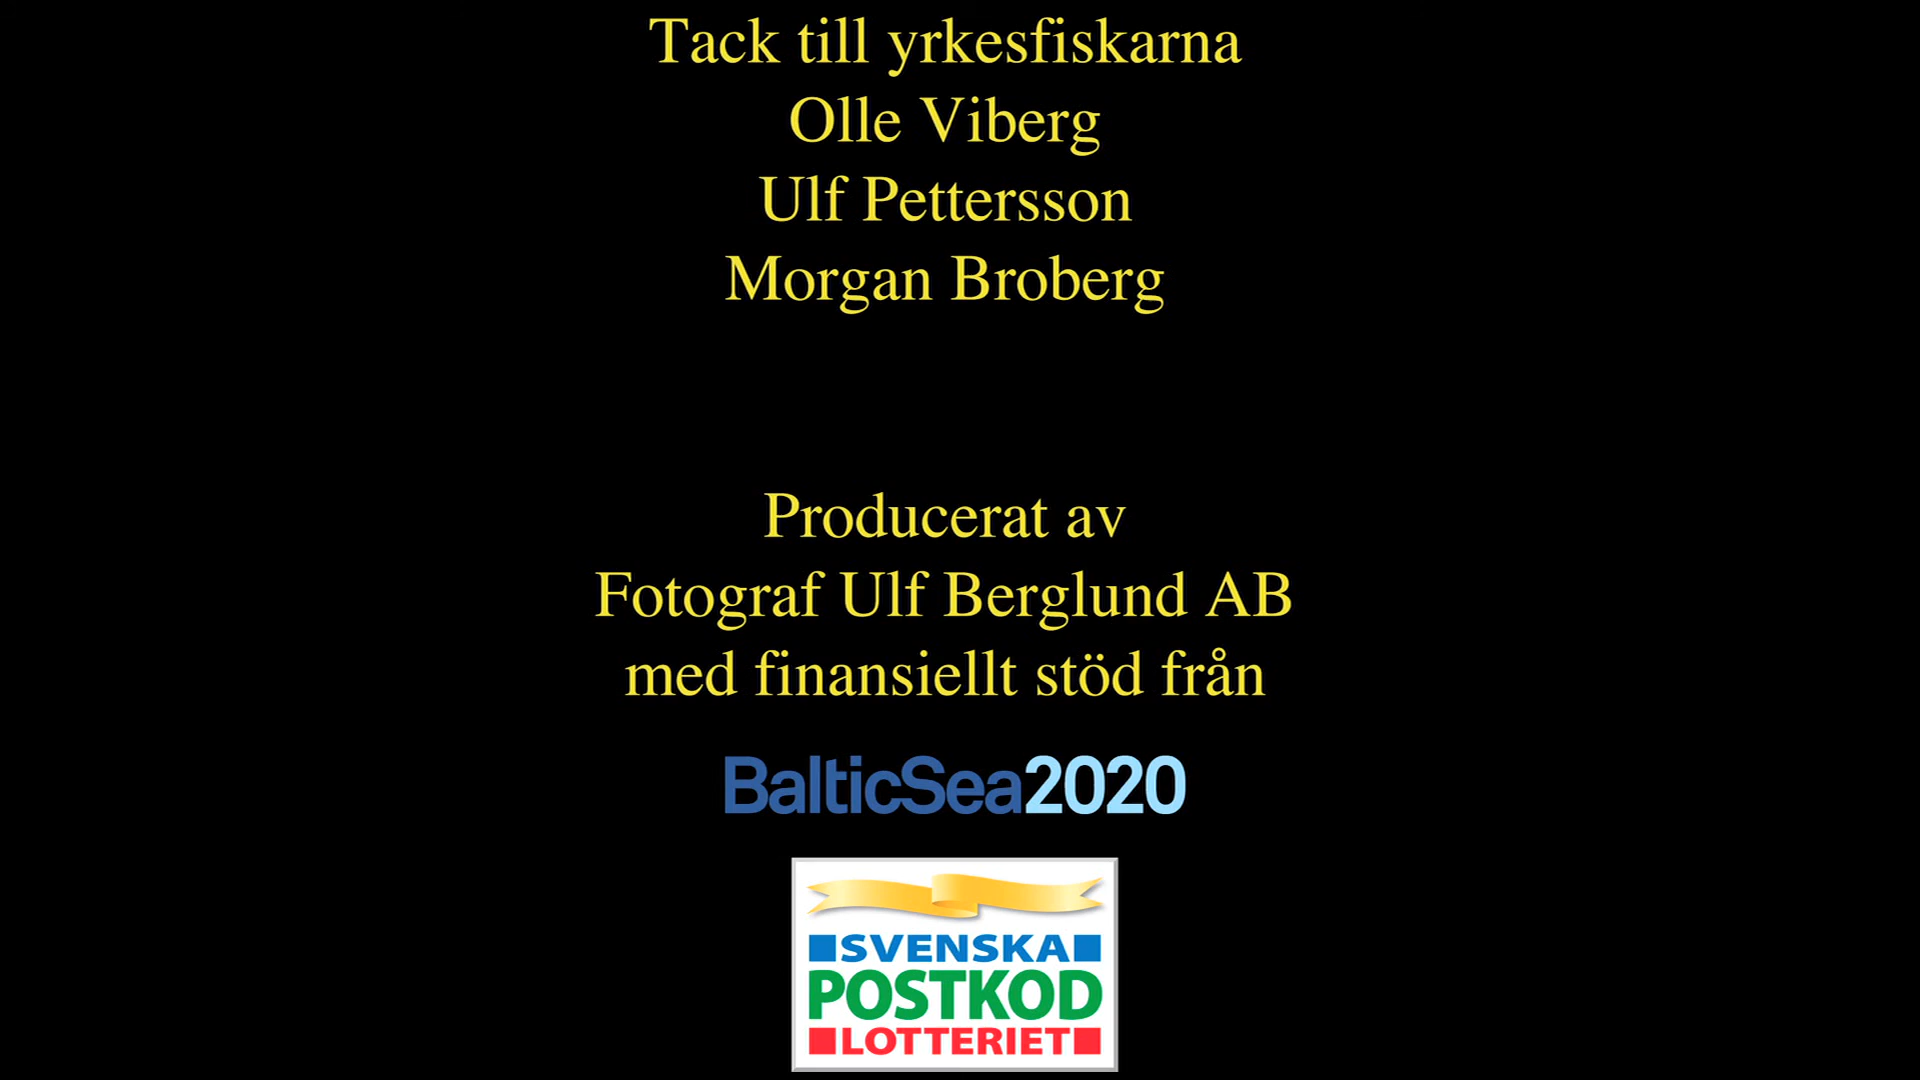 Tack till yrkesfiskarna
Olle Viberg
Ulf Pettersson
Morgan Broberg
Producerat av
Fotograf Ulf Berglund AB
med finansiellt stöd från
BalticSea2020
SVENSKA
POSTKOD
LOTTERIET